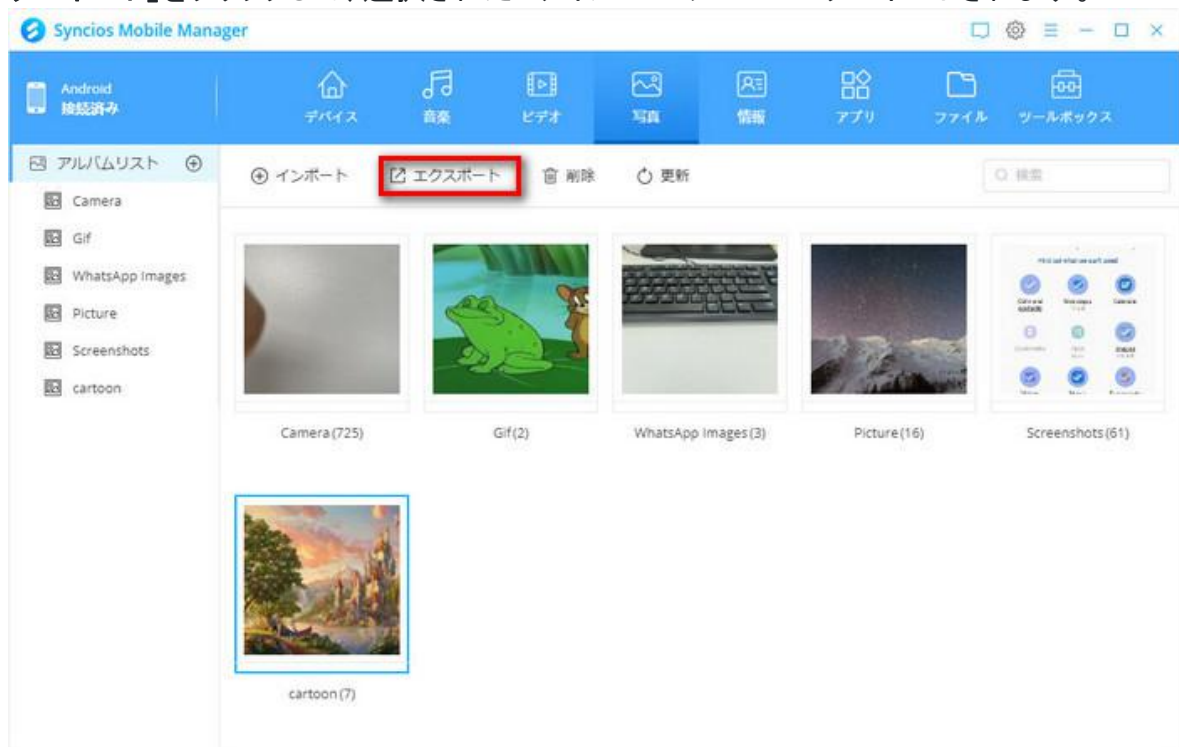 Syncios Mobile Manager
Android
接続済み
デバイス
音楽
ビデオ
写真
情報
アプリ
ファイル
ツールボックス
アルバムリスト
インポート
エクスポート
削除
更新
検索
Camera
Gif
WhatsApp Images
Picture
Screenshots
cartoon
Camera(725)
Gif(2)
WhatsApp Images(3)
Picture(16)
Screenshots(61)
cartoon(7)